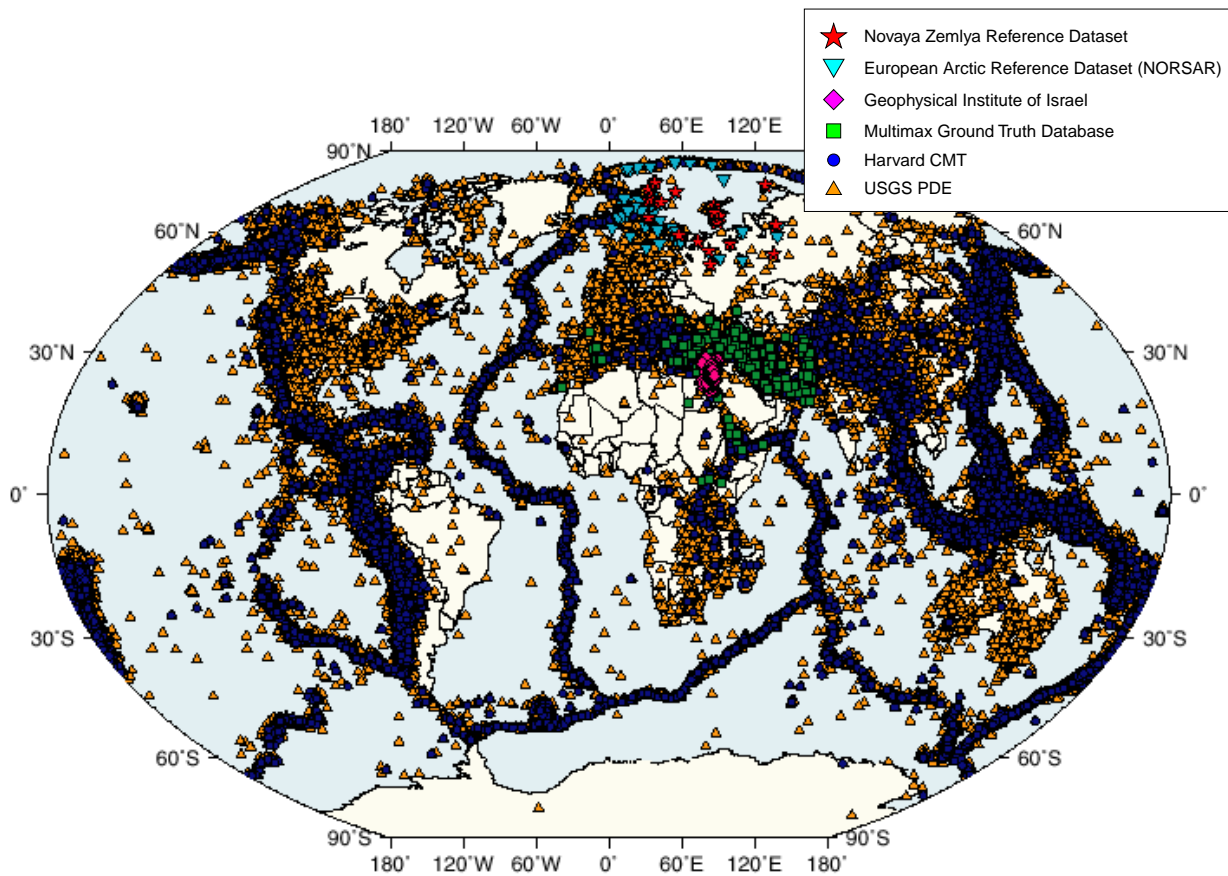 Novaya Zemlya Reference Dataset
European Arctic Reference Dataset (NORSAR)
Geophysical Institute of Israel
Multimax Ground Truth Database
Harvard CMT
USGS PDE
180˚ 120˚W 60˚W 0˚ 60˚E 120˚E
90˚N
60˚N 60˚N
30˚N 30˚N
0˚ 0˚
30˚S 30˚S
60˚S 60˚S
90˚S 90˚S
180˚ 120˚W 60˚W 0˚ 60˚E 120˚E 180˚